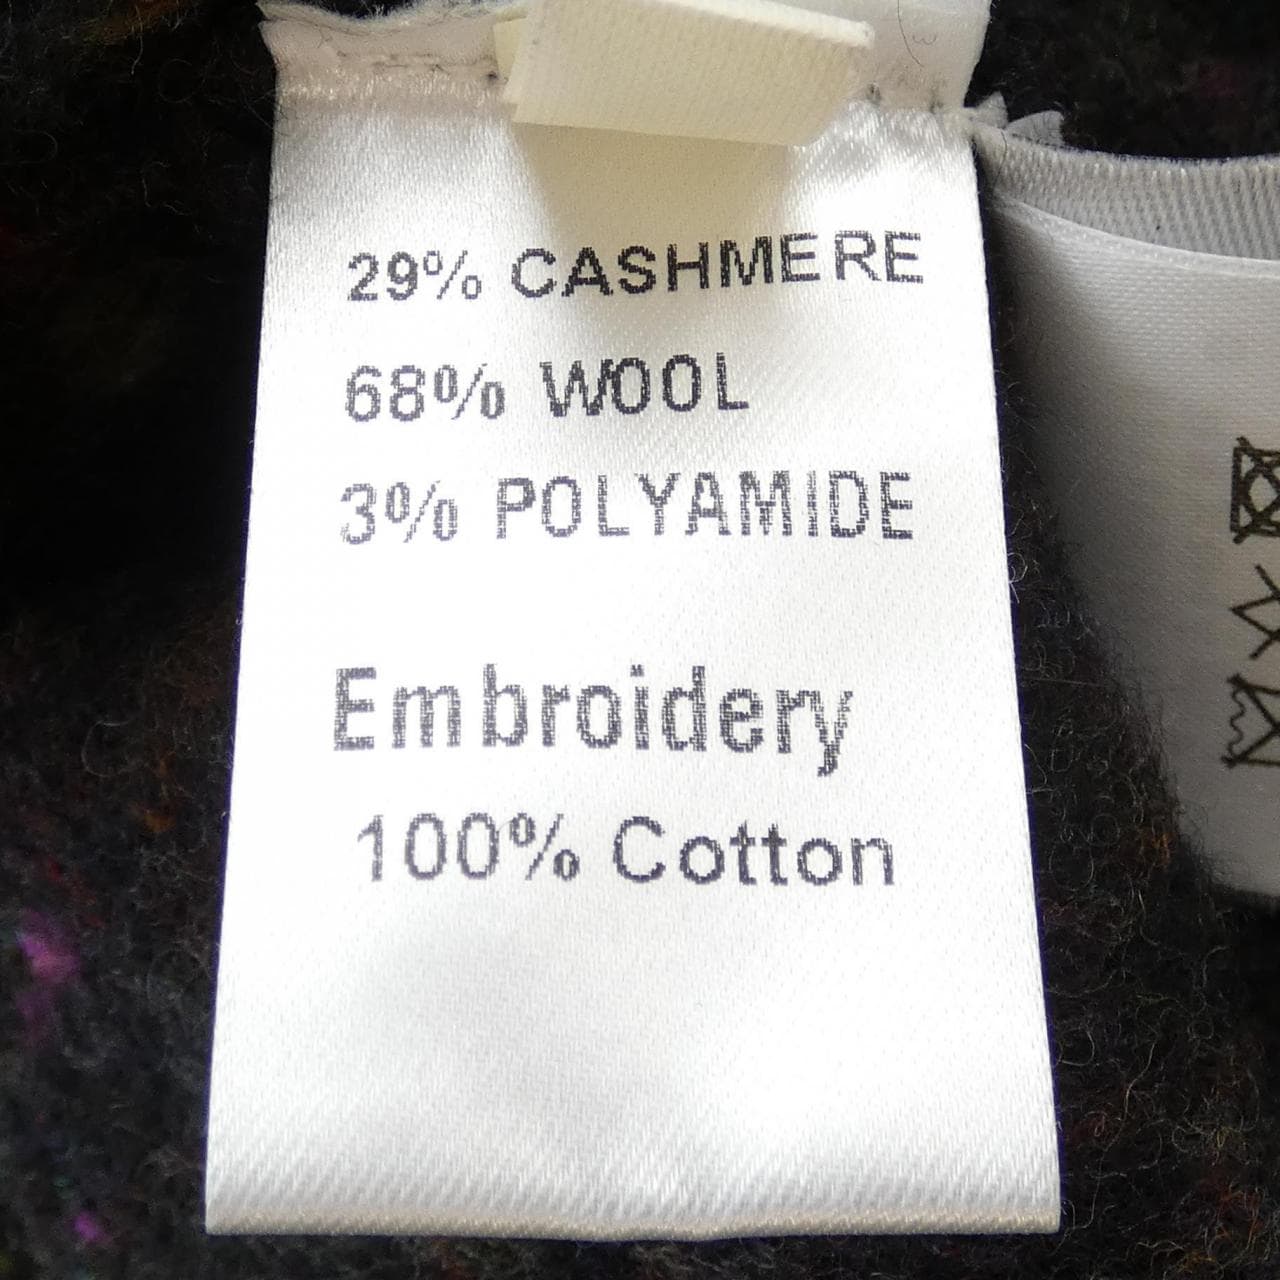 29% CASHMERE
68% WOOL
3% POLYAMIDE
Embroidery
100% Cotton